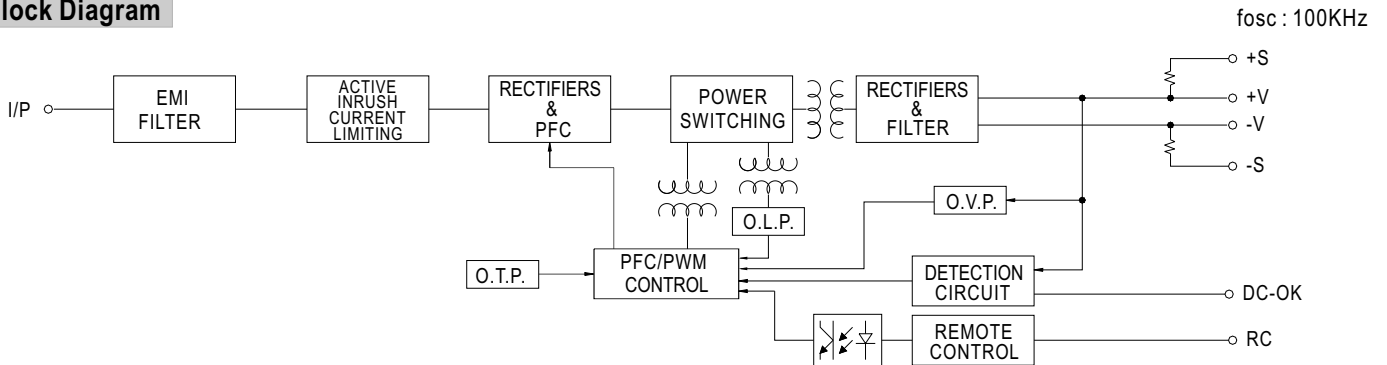 lock Diagram
fosc : 100KHz
I/P
EMI
FILTER
ACTIVE
INRUSH
CURRENT
LIMITING
RECTIFIERS
&
PFC
POWER
SWITCHING
RECTIFIERS
&
FILTER
+S
+V
-V
-S
O.L.P.
O.V.P.
O.T.P.
PFC/PWM
CONTROL
DETECTION
CIRCUIT
DC-OK
REMOTE
CONTROL
RC